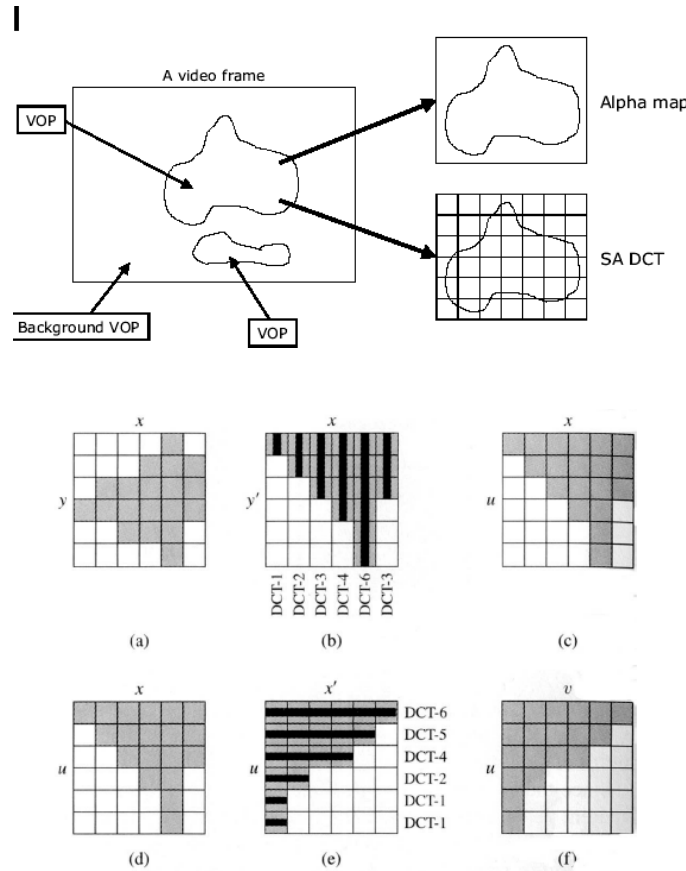 A video frame
VOP
Alpha map
SA DCT
Background VOP
VOP
x
y
(a)
x
y'
DCT-1
DCT-2
DCT-3
DCT-4
DCT-6
DCT-3
(b)
x
u
(c)
x
u
(d)
x'
u
DCT-6
DCT-5
DCT-4
DCT-2
DCT-1
DCT-1
(e)
v
u
(f)